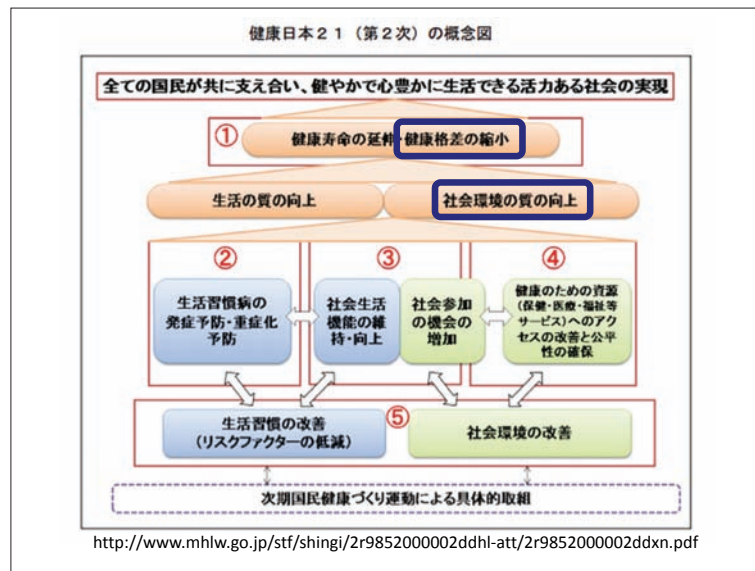 健康日本２１（第２次）の概念図
全ての国民が共に支え合い、健やかで心豊かに生活できる活力ある社会の実現
①
健康寿命の延伸・健康格差の縮小
生活の質の向上
社会環境の質の向上
②
生活習慣病の
発症予防・重症化
予防
③
社会生活
機能の維
持・向上
社会参加
の機会の
増加
④
健康のための資源
（保健・医療・福祉等
サービス）へのアク
セスの改善と公平
性の確保
⑤
生活習慣の改善
（リスクファクターの低減）
社会環境の改善
次期国民健康づくり運動による具体的取組
http://www.mhlw.go.jp/stf/shingi/2r9852000002ddhl-att/2r9852000002ddxn.pdf